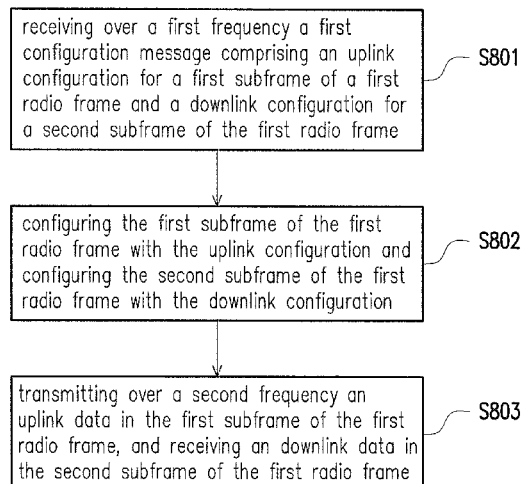 receiving over a first frequency a first
configuration message comprising an uplink
configuration for a first subframe of a first
radio frame and a downlink configuration for
a second subframe of the first radio frame
S801
configuring the first subframe of the first
radio frame with the uplink configuration and
configuring the second subframe of the first
radio frame with the downlink configuration
S802
transmitting over a second frequency an
uplink data in the first subframe of the first
radio frame, and receiving an downlink data in
the second subframe of the first radio frame
S803